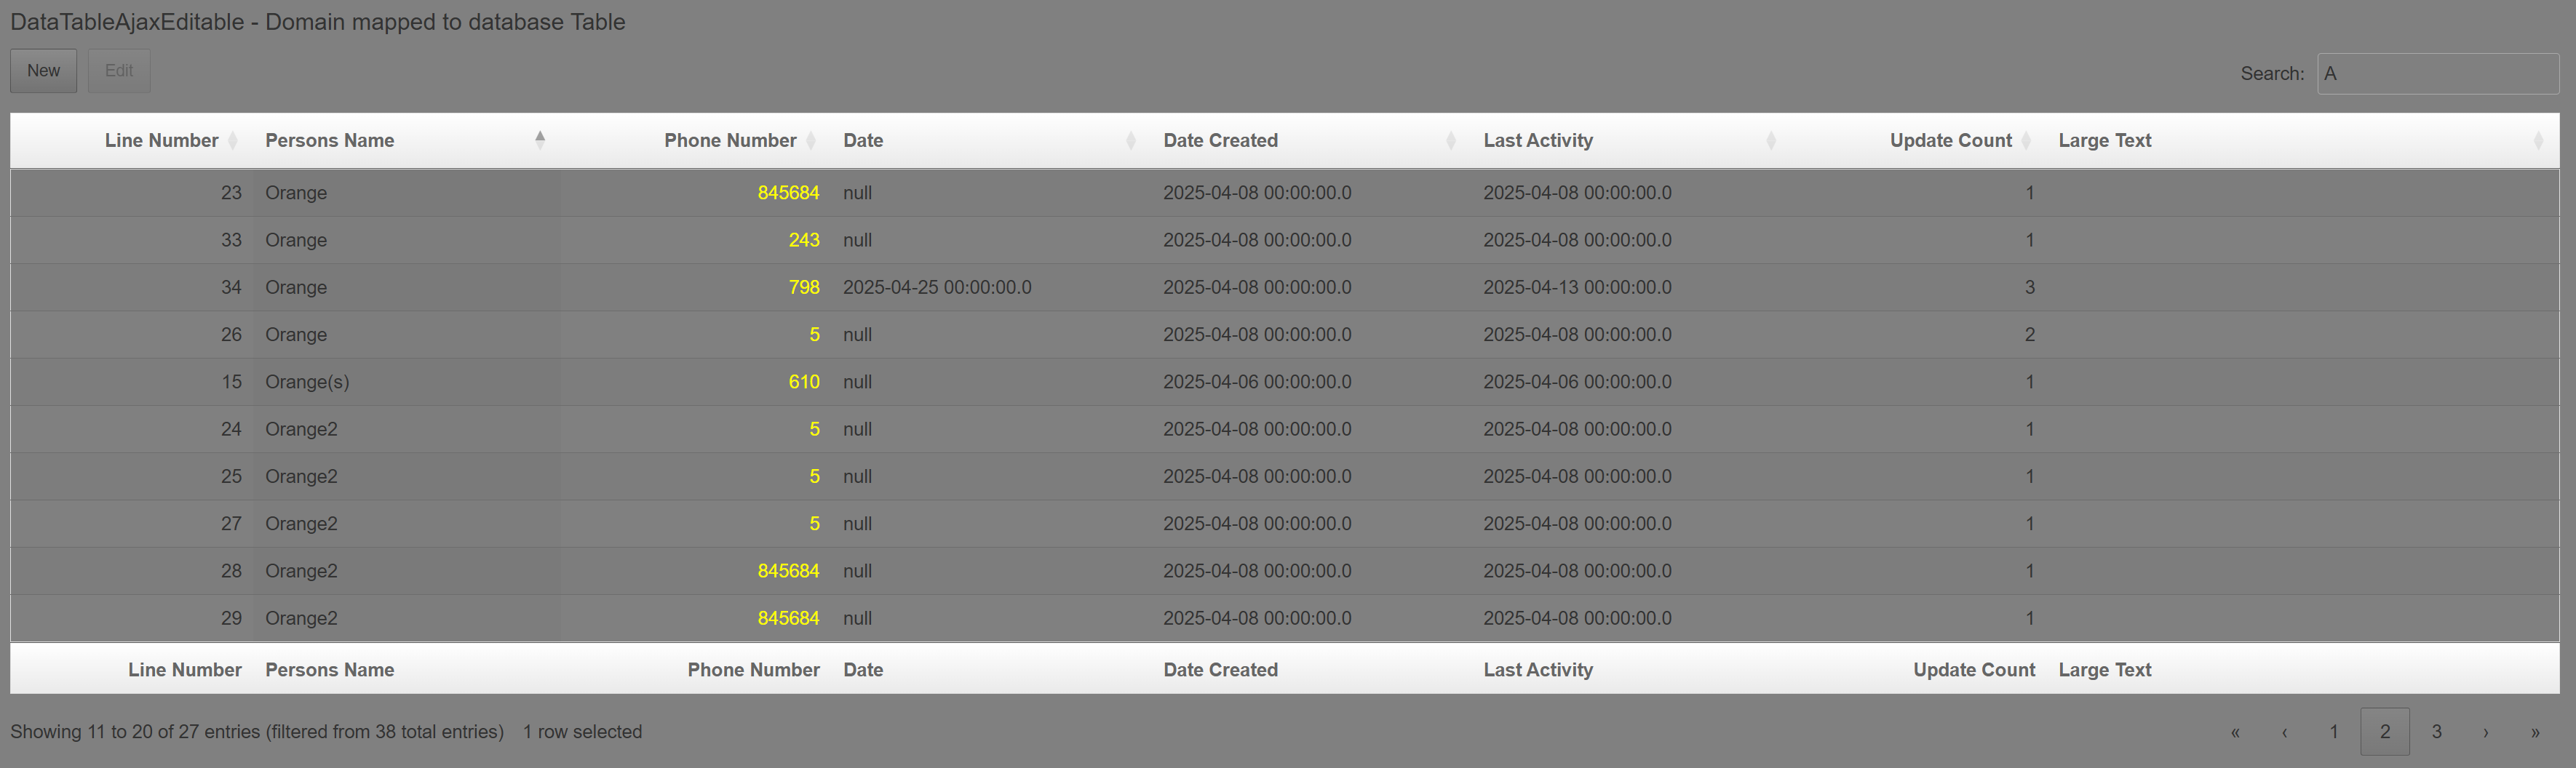 DataTableAjaxEditable - Domain mapped to database Table
New Edit Search: A
Line Number Persons Name Phone Number Date Date Created Last Activity Update Count Large Text
23 Orange 845684 null 2025-04-08 00:00:00.0 2025-04-08 00:00:00.0 1
33 Orange 243 null 2025-04-08 00:00:00.0 2025-04-08 00:00:00.0 1
34 Orange 798 2025-04-25 00:00:00.0 2025-04-08 00:00:00.0 2025-04-13 00:00:00.0 3
26 Orange 5 null 2025-04-08 00:00:00.0 2025-04-08 00:00:00.0 2
15 Orange(s) 610 null 2025-04-06 00:00:00.0 2025-04-06 00:00:00.0 1
24 Orange2 5 null 2025-04-08 00:00:00.0 2025-04-08 00:00:00.0 1
25 Orange2 5 null 2025-04-08 00:00:00.0 2025-04-08 00:00:00.0 1
27 Orange2 5 null 2025-04-08 00:00:00.0 2025-04-08 00:00:00.0 1
28 Orange2 845684 null 2025-04-08 00:00:00.0 2025-04-08 00:00:00.0 1
29 Orange2 845684 null 2025-04-08 00:00:00.0 2025-04-08 00:00:00.0 1
Line Number Persons Name Phone Number Date Date Created Last Activity Update Count Large Text
Showing 11 to 20 of 27 entries (filtered from 38 total entries) 1 row selected « ‹ 1 2 3 › »